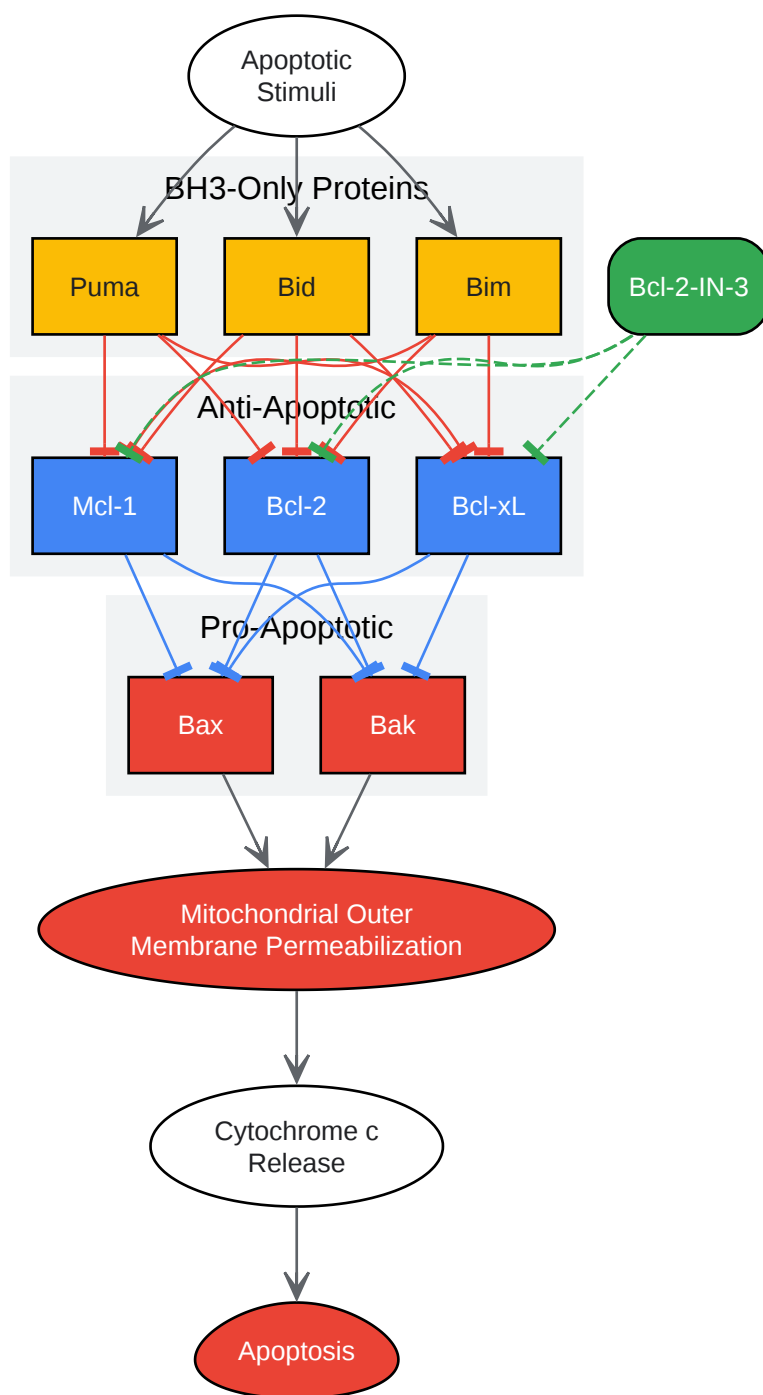 Apoptotic
Stimuli
BH3-Only Proteins
Puma
Bid
Bim
Bcl-2-IN-3
Anti-Apoptotic
Mcl-1
Bcl-2
Bcl-xL
Pro-Apoptotic
Bax
Bak
Mitochondrial Outer
Membrane Permeabilization
Cytochrome c
Release
Apoptosis